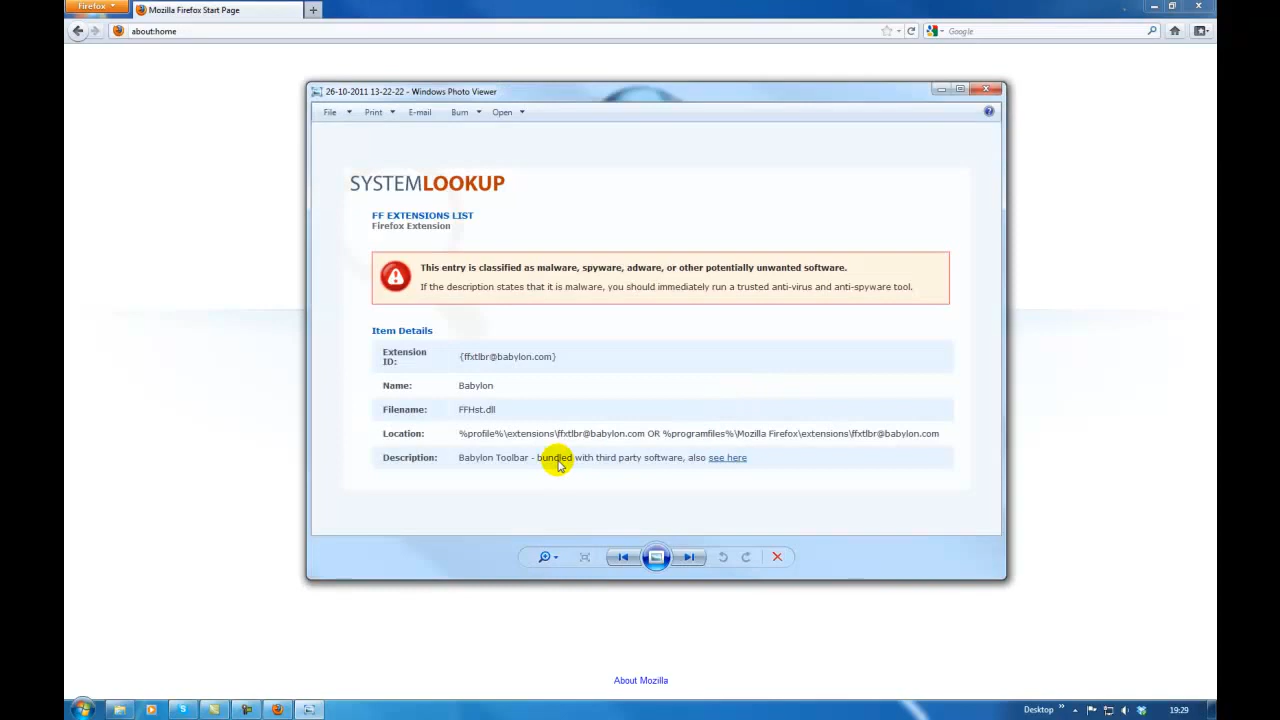 Firefox
Mozilla Firefox Start Page
about:home
Google
26-10-2011 13-22-22 - Windows Photo Viewer
File Print E-mail Burn Open
SYSTEMLOOKUP
FF EXTENSIONS LIST
Firefox Extension
This entry is classified as malware, spyware, adware, or other potentially unwanted software.
If the description states that it is malware, you should immediately run a trusted anti-virus and anti-spyware tool.
Item Details
Extension
ID:
{ffxtlbr@babylon.com}
Name: Babylon
Filename: FFHst.dll
Location: %profile%\extensions\ffxtlbr@babylon.com OR %programfiles%\Mozilla Firefox\extensions\ffxtlbr@babylon.com
Description: Babylon Toolbar - bundled with third party software, also see here
About Mozilla
Desktop
19:29